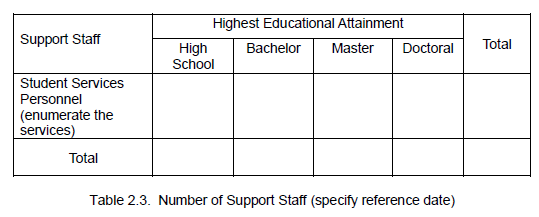 Highest Educational Attainment
Support Staff
Total
High
School
Bachelor
Master
Doctoral
Student Services
Personnel
(enumerate the
services)
Total
Table 2.3. Number of Support Staff (specify reference date)